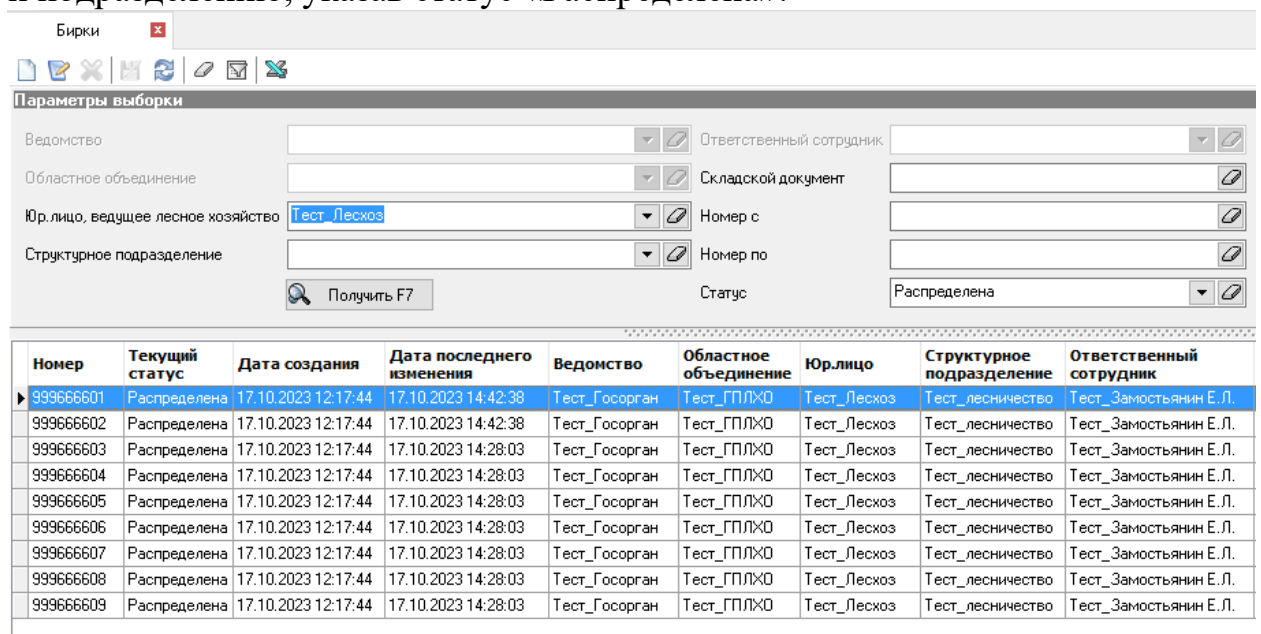 и подразделению, указав статус «Распределена».
Бирки
Параметры выборки
Ведомство
Ответственный сотрудник
Областное объединение
Складской документ
Юр.лицо, ведущее лесное хозяйство Тест_Лесхоз
Номер с
Структурное подразделение
Номер по
Получить F7
Статус Распределена
Номер Текущий статус Дата создания Дата последнего изменения Ведомство Областное объединение Юр.лицо Структурное подразделение Ответственный сотрудник
999666601 Распределена 17.10.2023 12:17:44 17.10.2023 14:42:38 Тест_Госорган Тест_ГПЛХО Тест_Лесхоз Тест_лесничество Тест_Замостьянин Е.Л.
999666602 Распределена 17.10.2023 12:17:44 17.10.2023 14:42:38 Тест_Госорган Тест_ГПЛХО Тест_Лесхоз Тест_лесничество Тест_Замостьянин Е.Л.
999666603 Распределена 17.10.2023 12:17:44 17.10.2023 14:28:03 Тест_Госорган Тест_ГПЛХО Тест_Лесхоз Тест_лесничество Тест_Замостьянин Е.Л.
999666604 Распределена 17.10.2023 12:17:44 17.10.2023 14:28:03 Тест_Госорган Тест_ГПЛХО Тест_Лесхоз Тест_лесничество Тест_Замостьянин Е.Л.
999666605 Распределена 17.10.2023 12:17:44 17.10.2023 14:28:03 Тест_Госорган Тест_ГПЛХО Тест_Лесхоз Тест_лесничество Тест_Замостьянин Е.Л.
999666606 Распределена 17.10.2023 12:17:44 17.10.2023 14:28:03 Тест_Госорган Тест_ГПЛХО Тест_Лесхоз Тест_лесничество Тест_Замостьянин Е.Л.
999666607 Распределена 17.10.2023 12:17:44 17.10.2023 14:28:03 Тест_Госорган Тест_ГПЛХО Тест_Лесхоз Тест_лесничество Тест_Замостьянин Е.Л.
999666608 Распределена 17.10.2023 12:17:44 17.10.2023 14:28:03 Тест_Госорган Тест_ГПЛХО Тест_Лесхоз Тест_лесничество Тест_Замостьянин Е.Л.
999666609 Распределена 17.10.2023 12:17:44 17.10.2023 14:28:03 Тест_Госорган Тест_ГПЛХО Тест_Лесхоз Тест_лесничество Тест_Замостьянин Е.Л.